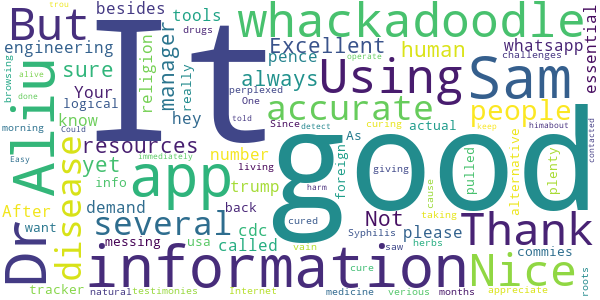 It
good
information
whackadoodle
Using
Sam
But
app
Aliu
Dr
Thank
Nice
accurate
people
several
disease
resources
manager
engineering
besides
tools
Excellent
human
whatsapp
essential
sure
religion
always
pence
Your
logical
really
drugs
perplexed
operate
trou
challenges
browsing
alive
done
hey
know
One
told
Since
detect
As
curing
keep
himabout
contacted
morning
Could
yet
number
actual
Easy
immediately
info
trump
living
harm
foreign
giving
pulled
alternative
plenty
After
want
demand
back
cdc
usa
called
vain
messing
cured
Syphilis
saw
cause
herbs
Not
please
taking
commies
roots
tracker
natural
testimonies
internet
cure
medicine
verious
months
appreciate